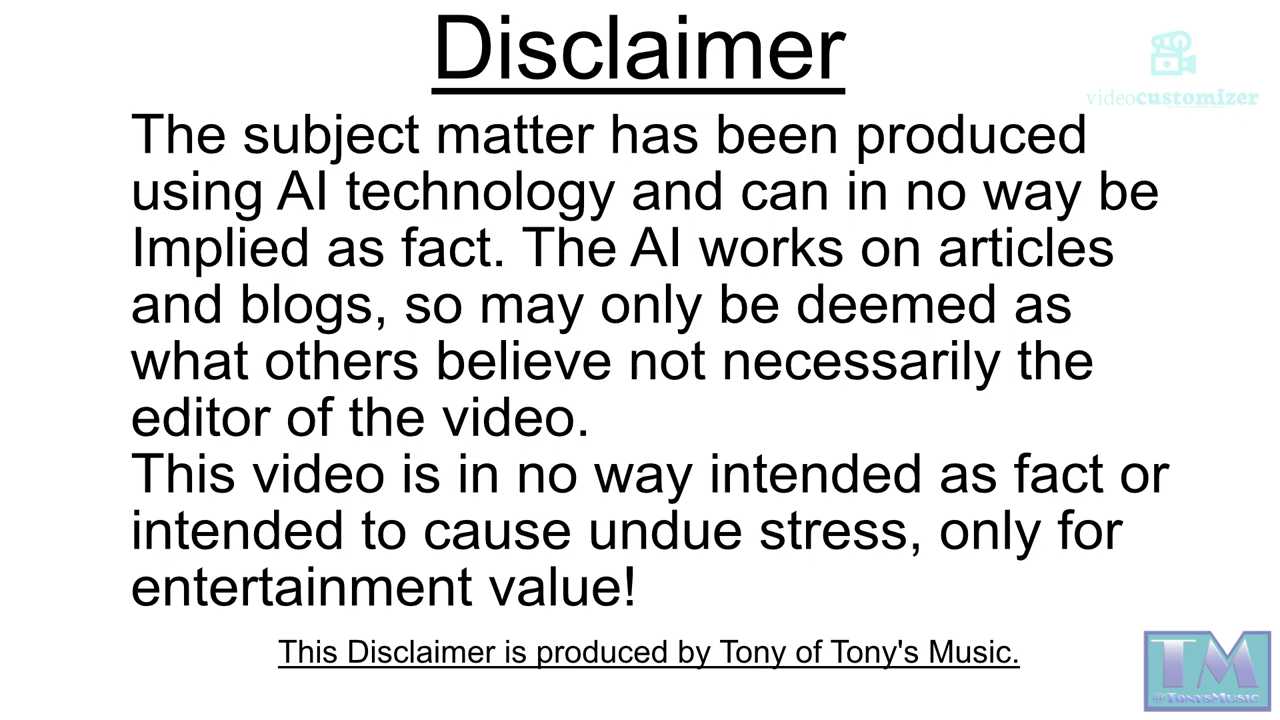 Disclaimer
videocustomizer
The subject matter has been produced
using AI technology and can in no way be
Implied as fact. The AI works on articles
and blogs, so may only be deemed as
what others believe not necessarily the
editor of the video.
This video is in no way intended as fact or
intended to cause undue stress, only for
entertainment value!
This Disclaimer is produced by Tony of Tony's Music.
TM
@TonysMusic